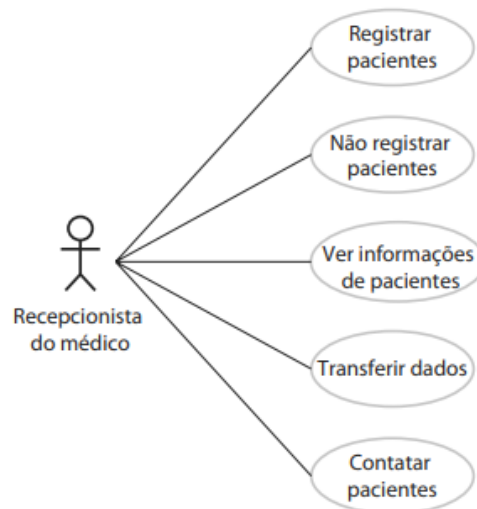 Registrar
pacientes
Não registrar
pacientes
Ver informações
de pacientes
Recepcionista
do médico
Transferir dados
Contatar
pacientes